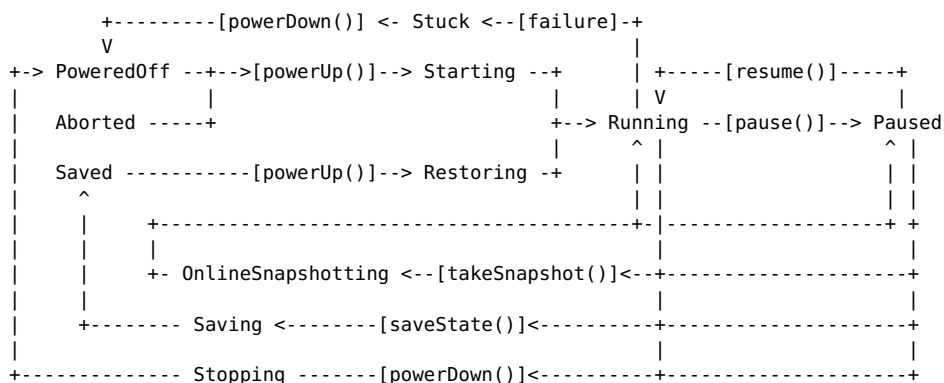 +---------[powerDown()] <- Stuck <--[failure]-+
V |
+-> PoweredOff --+-->[powerUp()]--> Starting --+ | +-----[resume()]-----+
| | | | V |
| Aborted -----+ +--> Running --[pause()]--> Paused
| | ^ | ^ |
| Saved -----------[powerUp()]--> Restoring -+ | | | |
| ^ | | | |
| | +-----------------------------------------+-|-------------------+ +
| | | | |
| | +- OnlineSnapshotting <--[takeSnapshot()]<--+---------------------+
| | | |
| +-------- Saving <--------[saveState()]<----------+---------------------+
| | |
+-------------- Stopping -------[powerDown()]<----------+---------------------+